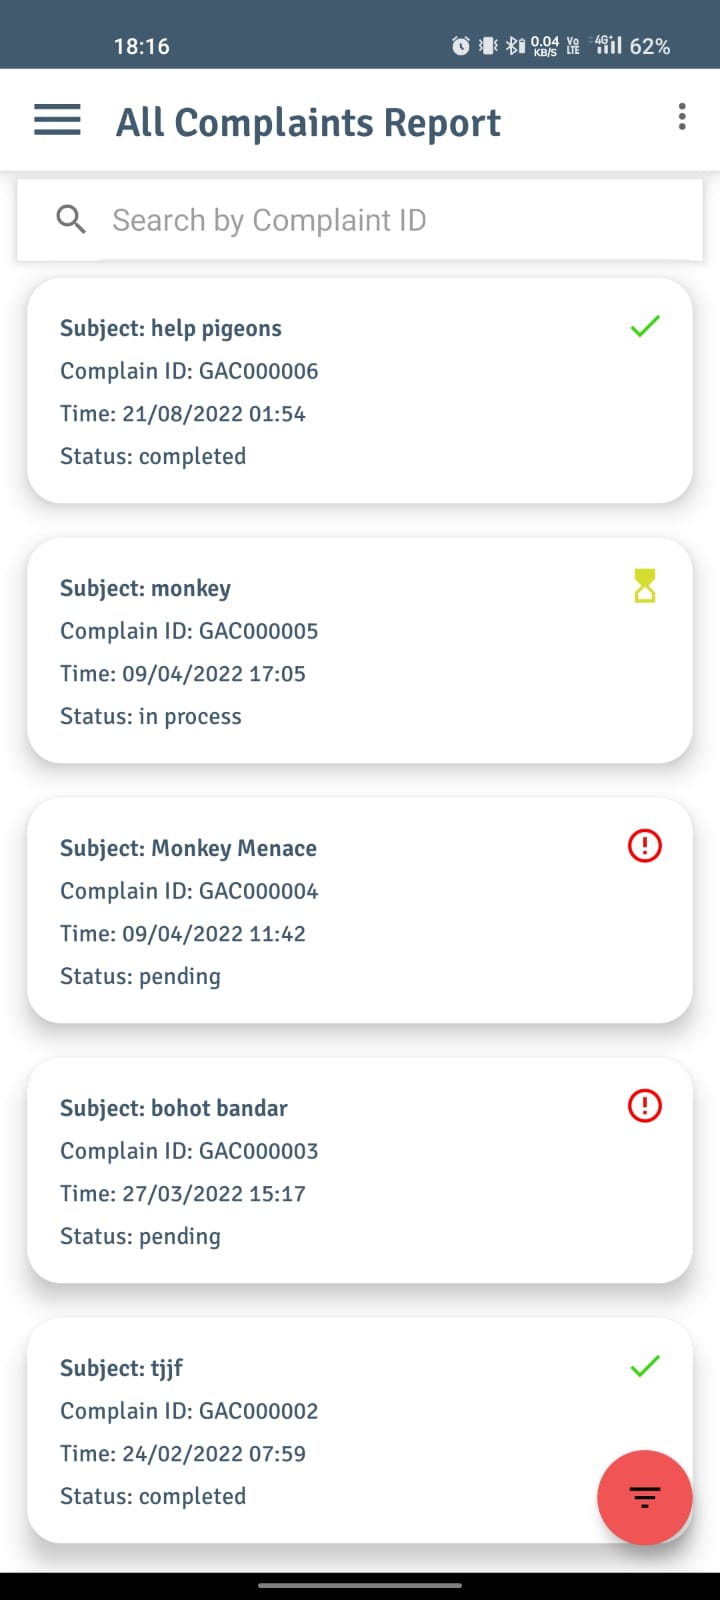 18:16 0.04 KB/S Vo LTE 4G+ 62%
All Complaints Report
Search by Complaint ID
Subject: help pigeons
Complain ID: GAC000006
Time: 21/08/2022 01:54
Status: completed
Subject: monkey
Complain ID: GAC000005
Time: 09/04/2022 17:05
Status: in process
Subject: Monkey Menace
Complain ID: GAC000004
Time: 09/04/2022 11:42
Status: pending
Subject: bohot bandar
Complain ID: GAC000003
Time: 27/03/2022 15:17
Status: pending
Subject: tjjf
Complain ID: GAC000002
Time: 24/02/2022 07:59
Status: completed